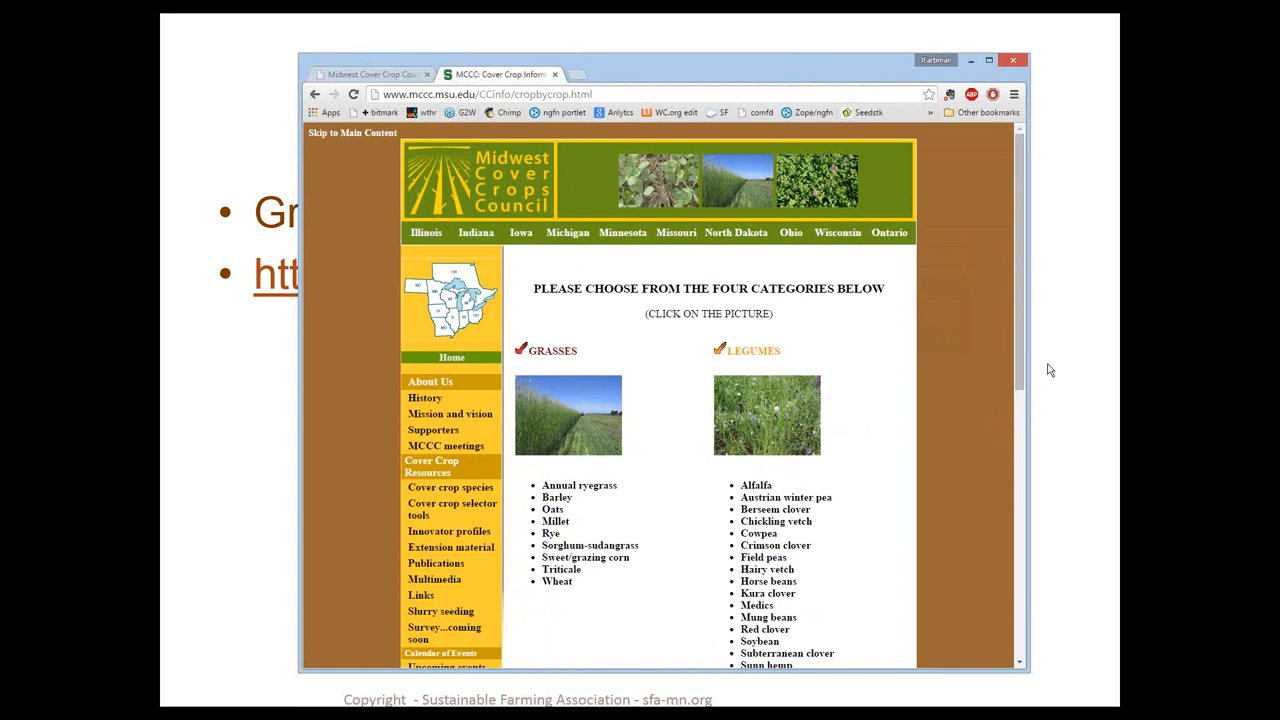 JFarbman
Midwest Cover Crop Cou
MCCC: Cover Crop Inform
www.mccc.msu.edu/CCinfo/cropbycrop.html
Apps + bitmark wthr G2W Chimp ngfn portlet Anlytcs WC.org edit SF comfd Zope/ngfn Seedstk » Other bookmarks
Skip to Main Content
Midwest
Cover
Crops
Council
Illinois Indiana Iowa Michigan Minnesota Missouri North Dakota Ohio Wisconsin Ontario
• Gr
• htt
Home
About Us
History
Mission and vision
Supporters
MCCC meetings
Cover Crop
Resources
Cover crop species
Cover crop selector
tools
Innovator profiles
Extension material
Publications
Multimedia
Links
Slurry seeding
Survey...coming
soon
Calendar of Events
Upcoming events
PLEASE CHOOSE FROM THE FOUR CATEGORIES BELOW
(CLICK ON THE PICTURE)
GRASSES
• Annual ryegrass
• Barley
• Oats
• Millet
• Rye
• Sorghum-sudangrass
• Sweet/grazing corn
• Triticale
• Wheat
LEGUMES
• Alfalfa
• Austrian winter pea
• Berseem clover
• Chickling vetch
• Cowpea
• Crimson clover
• Field peas
• Hairy vetch
• Horse beans
• Kura clover
• Medics
• Mung beans
• Red clover
• Soybean
• Subterranean clover
• Sunn hemp
Copyright - Sustainable Farming Association - sfa-mn.org